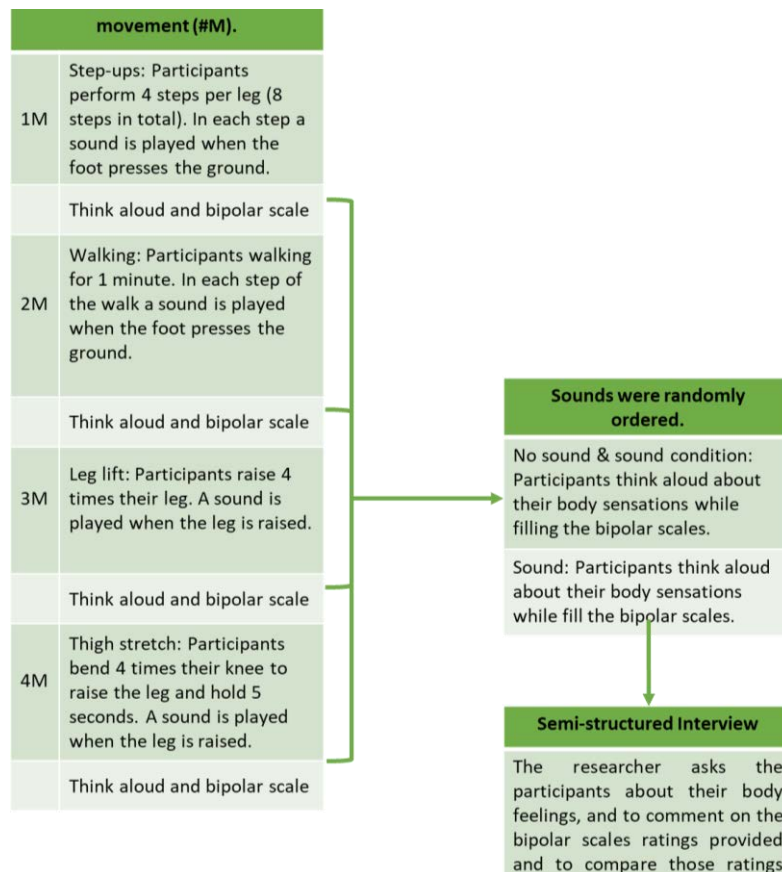 movement (#M).
1M
Step-ups: Participants
perform 4 steps per leg (8
steps in total). In each step a
sound is played when the
foot presses the ground.
Think aloud and bipolar scale
2M
Walking: Participants walking
for 1 minute. In each step of
the walk a sound is played
when the foot presses the
ground.
Think aloud and bipolar scale
3M
Leg lift: Participants raise 4
times their leg. A sound is
played when the leg is raised.
Think aloud and bipolar scale
4M
Thigh stretch: Participants
bend 4 times their knee to
raise the leg and hold 5
seconds. A sound is played
when the leg is raised.
Think aloud and bipolar scale
Sounds were randomly
ordered.
No sound & sound condition:
Participants think aloud about
their body sensations while
filling the bipolar scales.
Sound: Participants think aloud
about their body sensations
while fill the bipolar scales.
Semi-structured Interview
The researcher asks the
participants about their body
feelings, and to comment on the
bipolar scales ratings provided
and to compare those ratings